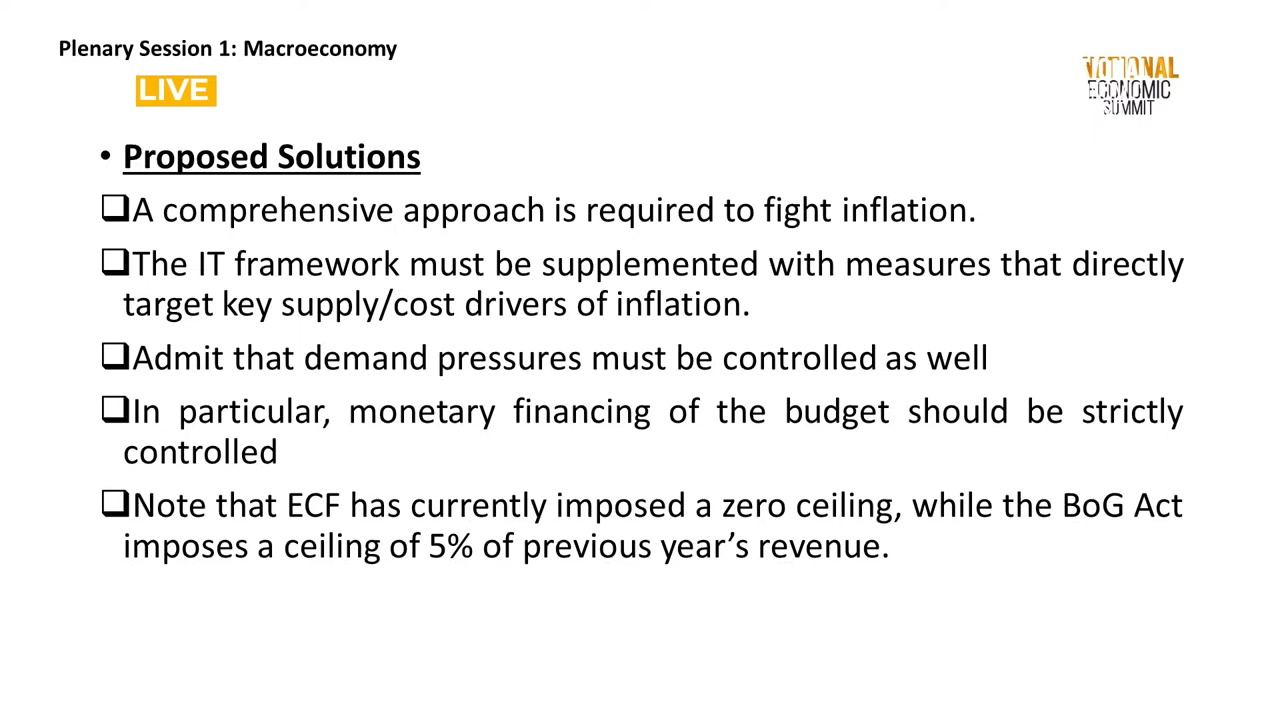 Plenary Session 1: Macroeconomy
LIVE
NATIONAL
ECONOMIC
SUMMIT
• Proposed Solutions
❑A comprehensive approach is required to fight inflation.
❑The IT framework must be supplemented with measures that directly
target key supply/cost drivers of inflation.
❑Admit that demand pressures must be controlled as well
❑In particular, monetary financing of the budget should be strictly
controlled
❑Note that ECF has currently imposed a zero ceiling, while the BoG Act
imposes a ceiling of 5% of previous year’s revenue.